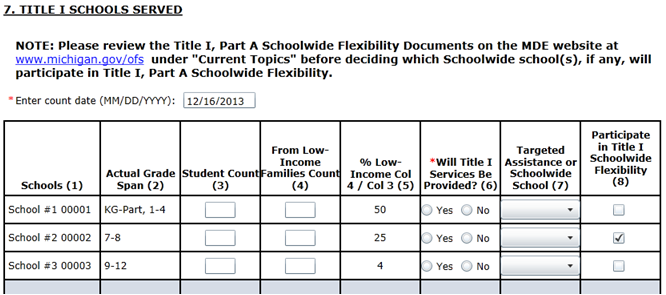 7. TITLE I SCHOOLS SERVED
NOTE: Please review the Title I, Part A Schoolwide Flexibility Documents on the MDE website at
www.michigan.gov/ofs under "Current Topics" before deciding which Schoolwide school(s), if any, will
participate in Title I, Part A Schoolwide Flexibility.
*Enter count date (MM/DD/YYYY): 12/16/2013
Schools (1)
Actual Grade
Span (2)
Student Count
(3)
From Low-
Income
Families Count
(4)
% Low-
Income Col
4 / Col 3 (5)
*Will Title I
Services Be
Provided? (6)
Targeted
Assistance or
Schoolwide
School (7)
Participate
in Title I
Schoolwide
Flexibility
(8)
School #1 00001 KG-Part, 1-4 50 Yes No
School #2 00002 7-8 25 Yes No
School #3 00003 9-12 4 Yes No